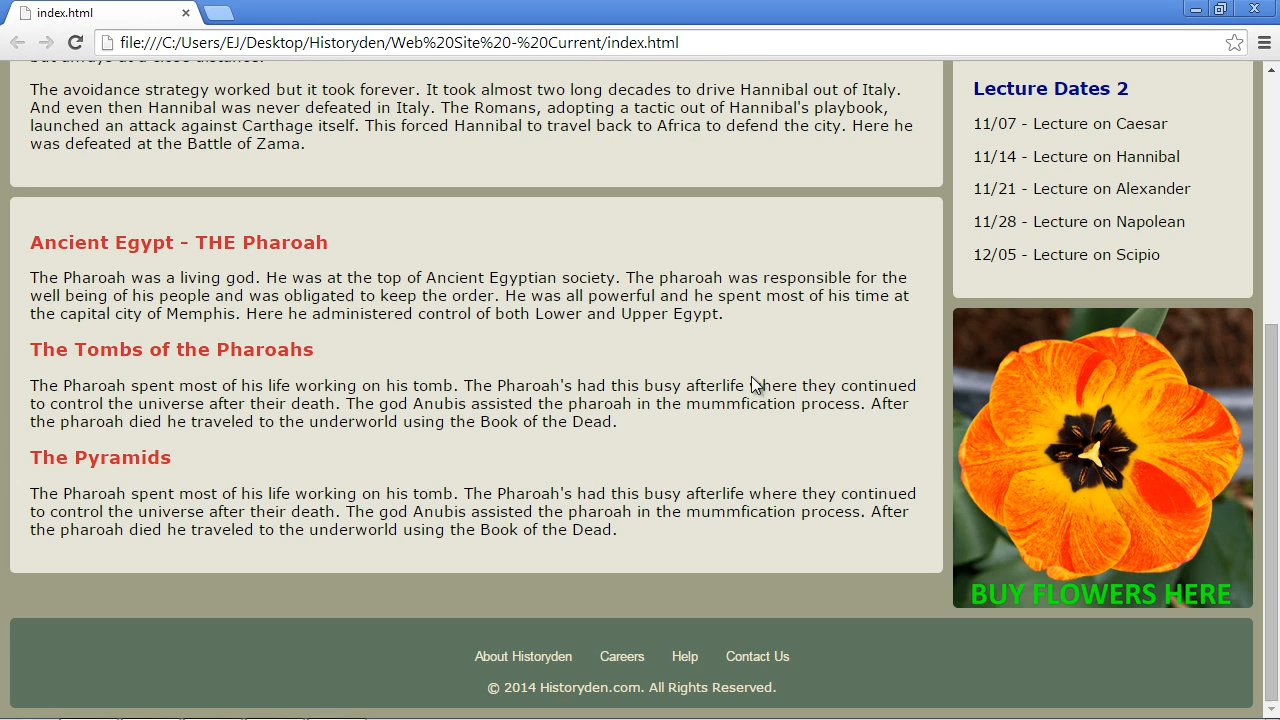 index.html
file:///C:/Users/EJ/Desktop/Historyden/Web%20Site%20-%20Current/index.html
but always at a close distance.
The avoidance strategy worked but it took forever. It took almost two long decades to drive Hannibal out of Italy.
And even then Hannibal was never defeated in Italy. The Romans, adopting a tactic out of Hannibal's playbook,
launched an attack against Carthage itself. This forced Hannibal to travel back to Africa to defend the city. Here he
was defeated at the Battle of Zama.
Ancient Egypt - THE Pharoah
The Pharoah was a living god. He was at the top of Ancient Egyptian society. The pharoah was responsible for the
well being of his people and was obligated to keep the order. He was all powerful and he spent most of his time at
the capital city of Memphis. Here he administered control of both Lower and Upper Egypt.
The Tombs of the Pharoahs
The Pharoah spent most of his life working on his tomb. The Pharoah's had this busy afterlife where they continued
to control the universe after their death. The god Anubis assisted the pharoah in the mummfication process. After
the pharoah died he traveled to the underworld using the Book of the Dead.
The Pyramids
The Pharoah spent most of his life working on his tomb. The Pharoah's had this busy afterlife where they continued
to control the universe after their death. The god Anubis assisted the pharoah in the mummfication process. After
the pharoah died he traveled to the underworld using the Book of the Dead.
Lecture Dates 2
11/07 - Lecture on Caesar
11/14 - Lecture on Hannibal
11/21 - Lecture on Alexander
11/28 - Lecture on Napolean
12/05 - Lecture on Scipio
BUY FLOWERS HERE
About Historyden Careers Help Contact Us
© 2014 Historyden.com. All Rights Reserved.